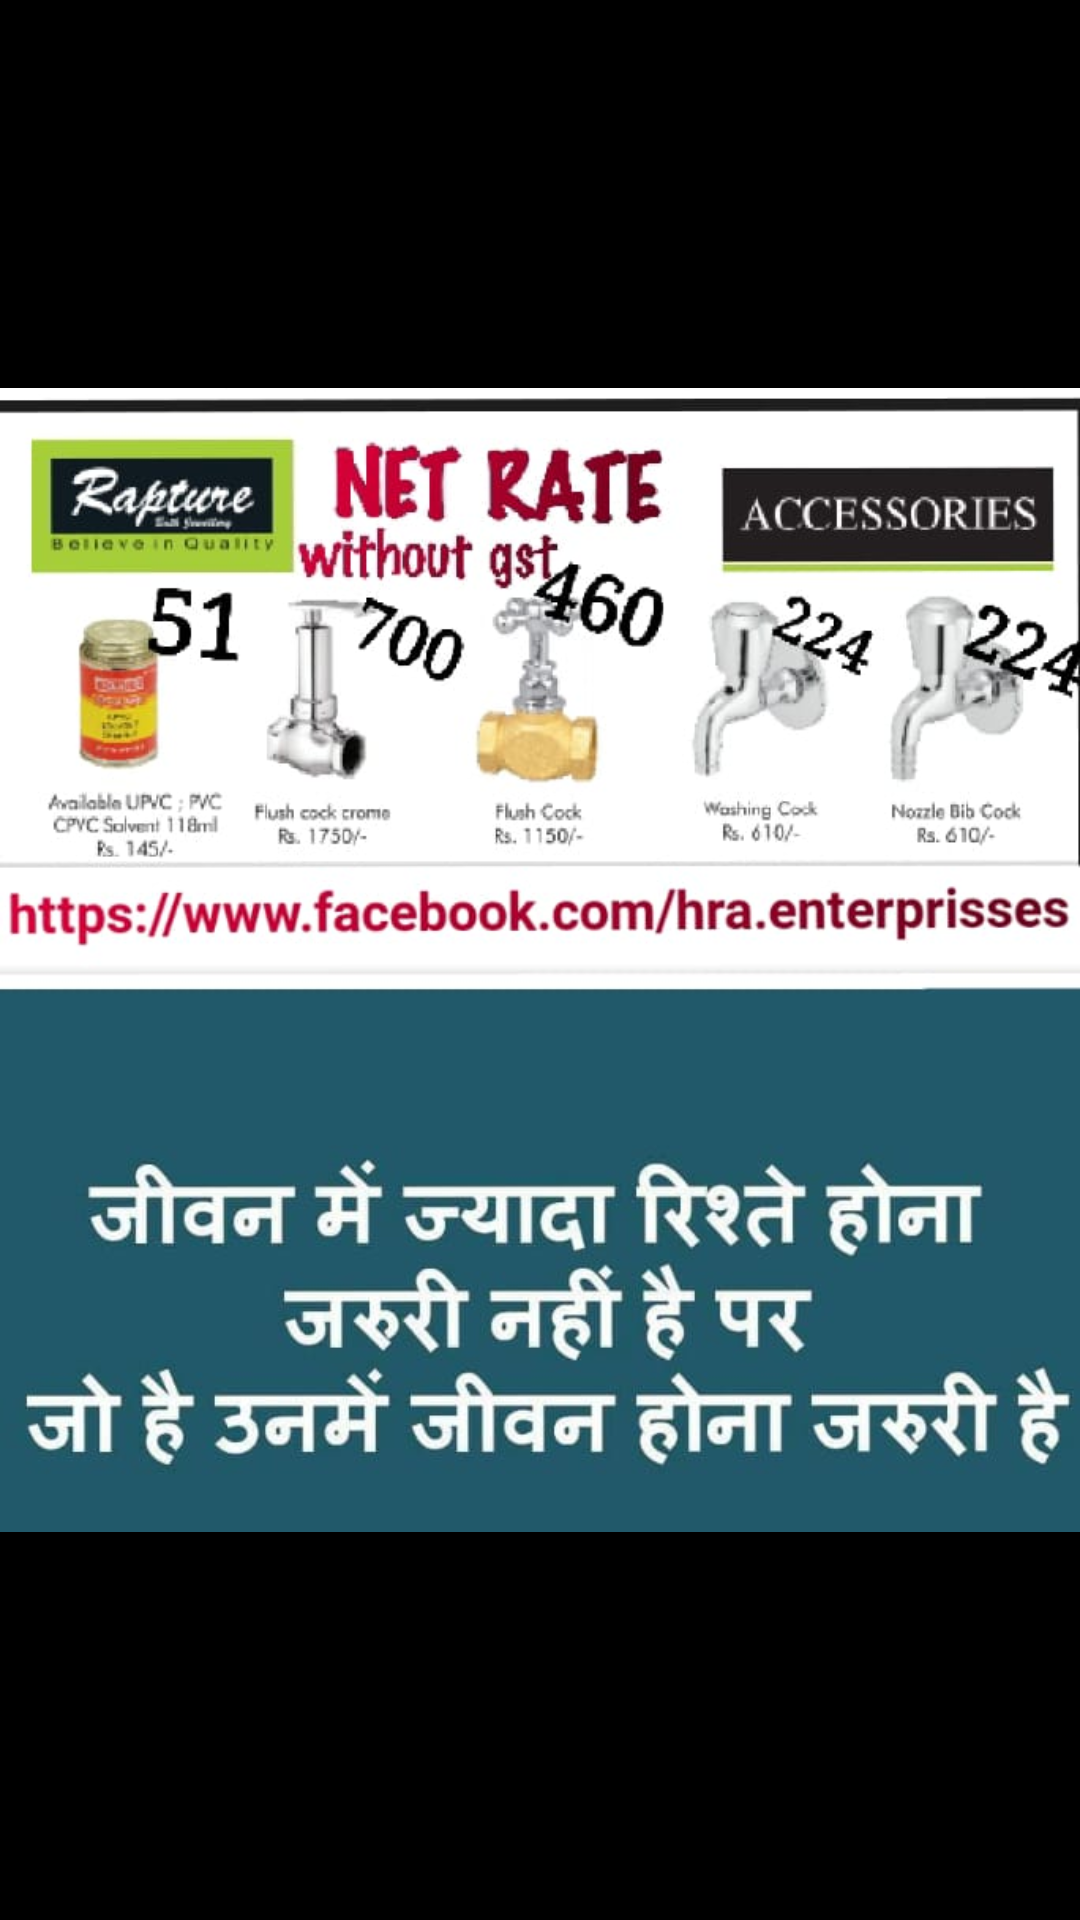 Rapture
Bath Jewellery
Believe in Quality
NET RATE
without gst
ACCESSORIES
51
700
460
224
224
Available UPVC ; PVC
CPVC Solvent 118ml
Rs. 145/-
Flush cock crome
Rs. 1750/-
Flush Cock
Rs. 1150/-
Washing Cock
Rs. 610/-
Nozzle Bib Cock
Rs. 610/-
https://www.facebook.com/hra.enterprisses
जीवन में ज्यादा रिश्ते होना
जरुरी नहीं है पर
जो है उनमें जीवन होना जरुरी है